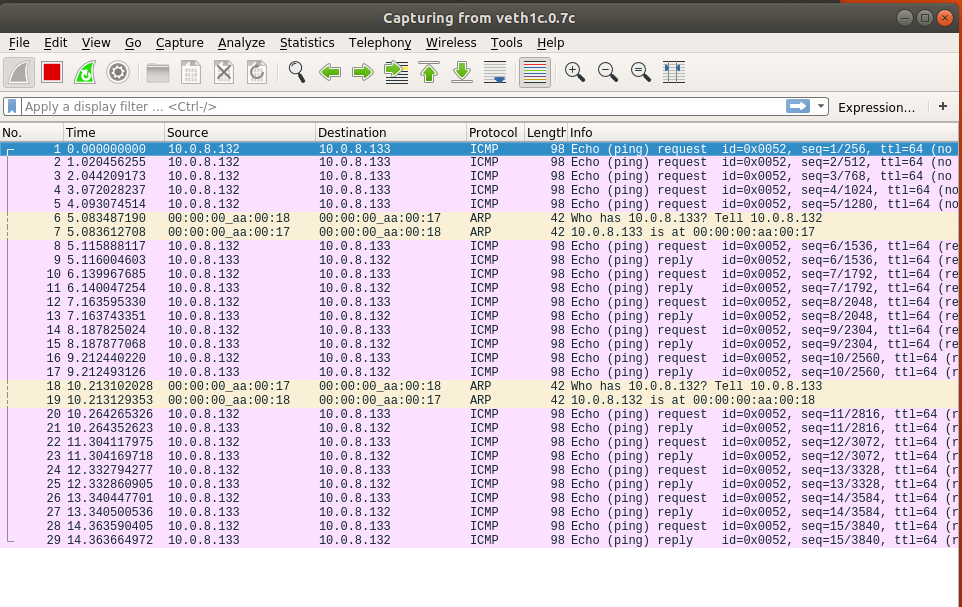 Capturing from veth1c.0.7c
File Edit View Go Capture Analyze Statistics Telephony Wireless Tools Help
Apply a display filter ... <Ctrl-/> Expression... +
No. Time Source Destination Protocol Length Info
1 0.000000000 10.0.8.132 10.0.8.133 ICMP 98 Echo (ping) request id=0x0052, seq=1/256, ttl=64 (no
2 1.020456255 10.0.8.132 10.0.8.133 ICMP 98 Echo (ping) request id=0x0052, seq=2/512, ttl=64 (no
3 2.044209173 10.0.8.132 10.0.8.133 ICMP 98 Echo (ping) request id=0x0052, seq=3/768, ttl=64 (no
4 3.072028237 10.0.8.132 10.0.8.133 ICMP 98 Echo (ping) request id=0x0052, seq=4/1024, ttl=64 (no
5 4.093074514 10.0.8.132 10.0.8.133 ICMP 98 Echo (ping) request id=0x0052, seq=5/1280, ttl=64 (no
6 5.083487190 00:00:00_aa:00:18 00:00:00_aa:00:17 ARP 42 Who has 10.0.8.133? Tell 10.0.8.132
7 5.083612708 00:00:00_aa:00:17 00:00:00_aa:00:18 ARP 42 10.0.8.133 is at 00:00:00:aa:00:17
8 5.115888117 10.0.8.132 10.0.8.133 ICMP 98 Echo (ping) request id=0x0052, seq=6/1536, ttl=64 (re
9 5.116004603 10.0.8.133 10.0.8.132 ICMP 98 Echo (ping) reply id=0x0052, seq=6/1536, ttl=64 (re
10 6.139967685 10.0.8.132 10.0.8.133 ICMP 98 Echo (ping) request id=0x0052, seq=7/1792, ttl=64 (re
11 6.140047254 10.0.8.133 10.0.8.132 ICMP 98 Echo (ping) reply id=0x0052, seq=7/1792, ttl=64 (re
12 7.163595330 10.0.8.132 10.0.8.133 ICMP 98 Echo (ping) request id=0x0052, seq=8/2048, ttl=64 (re
13 7.163743351 10.0.8.133 10.0.8.132 ICMP 98 Echo (ping) reply id=0x0052, seq=8/2048, ttl=64 (re
14 8.187825024 10.0.8.132 10.0.8.133 ICMP 98 Echo (ping) request id=0x0052, seq=9/2304, ttl=64 (re
15 8.187877068 10.0.8.133 10.0.8.132 ICMP 98 Echo (ping) reply id=0x0052, seq=9/2304, ttl=64 (re
16 9.212440220 10.0.8.132 10.0.8.133 ICMP 98 Echo (ping) request id=0x0052, seq=10/2560, ttl=64 (r
17 9.212493126 10.0.8.133 10.0.8.132 ICMP 98 Echo (ping) reply id=0x0052, seq=10/2560, ttl=64 (r
18 10.213102028 00:00:00_aa:00:17 00:00:00_aa:00:18 ARP 42 Who has 10.0.8.132? Tell 10.0.8.133
19 10.213129353 00:00:00_aa:00:18 00:00:00_aa:00:17 ARP 42 10.0.8.132 is at 00:00:00:aa:00:18
20 10.264265326 10.0.8.132 10.0.8.133 ICMP 98 Echo (ping) request id=0x0052, seq=11/2816, ttl=64 (r
21 10.264352623 10.0.8.133 10.0.8.132 ICMP 98 Echo (ping) reply id=0x0052, seq=11/2816, ttl=64 (r
22 11.304117975 10.0.8.132 10.0.8.133 ICMP 98 Echo (ping) request id=0x0052, seq=12/3072, ttl=64 (r
23 11.304169718 10.0.8.133 10.0.8.132 ICMP 98 Echo (ping) reply id=0x0052, seq=12/3072, ttl=64 (r
24 12.332794277 10.0.8.132 10.0.8.133 ICMP 98 Echo (ping) request id=0x0052, seq=13/3328, ttl=64 (r
25 12.332860905 10.0.8.133 10.0.8.132 ICMP 98 Echo (ping) reply id=0x0052, seq=13/3328, ttl=64 (r
26 13.340447701 10.0.8.132 10.0.8.133 ICMP 98 Echo (ping) request id=0x0052, seq=14/3584, ttl=64 (r
27 13.340500536 10.0.8.133 10.0.8.132 ICMP 98 Echo (ping) reply id=0x0052, seq=14/3584, ttl=64 (r
28 14.363590405 10.0.8.132 10.0.8.133 ICMP 98 Echo (ping) request id=0x0052, seq=15/3840, ttl=64 (r
29 14.363664972 10.0.8.133 10.0.8.132 ICMP 98 Echo (ping) reply id=0x0052, seq=15/3840, ttl=64 (r